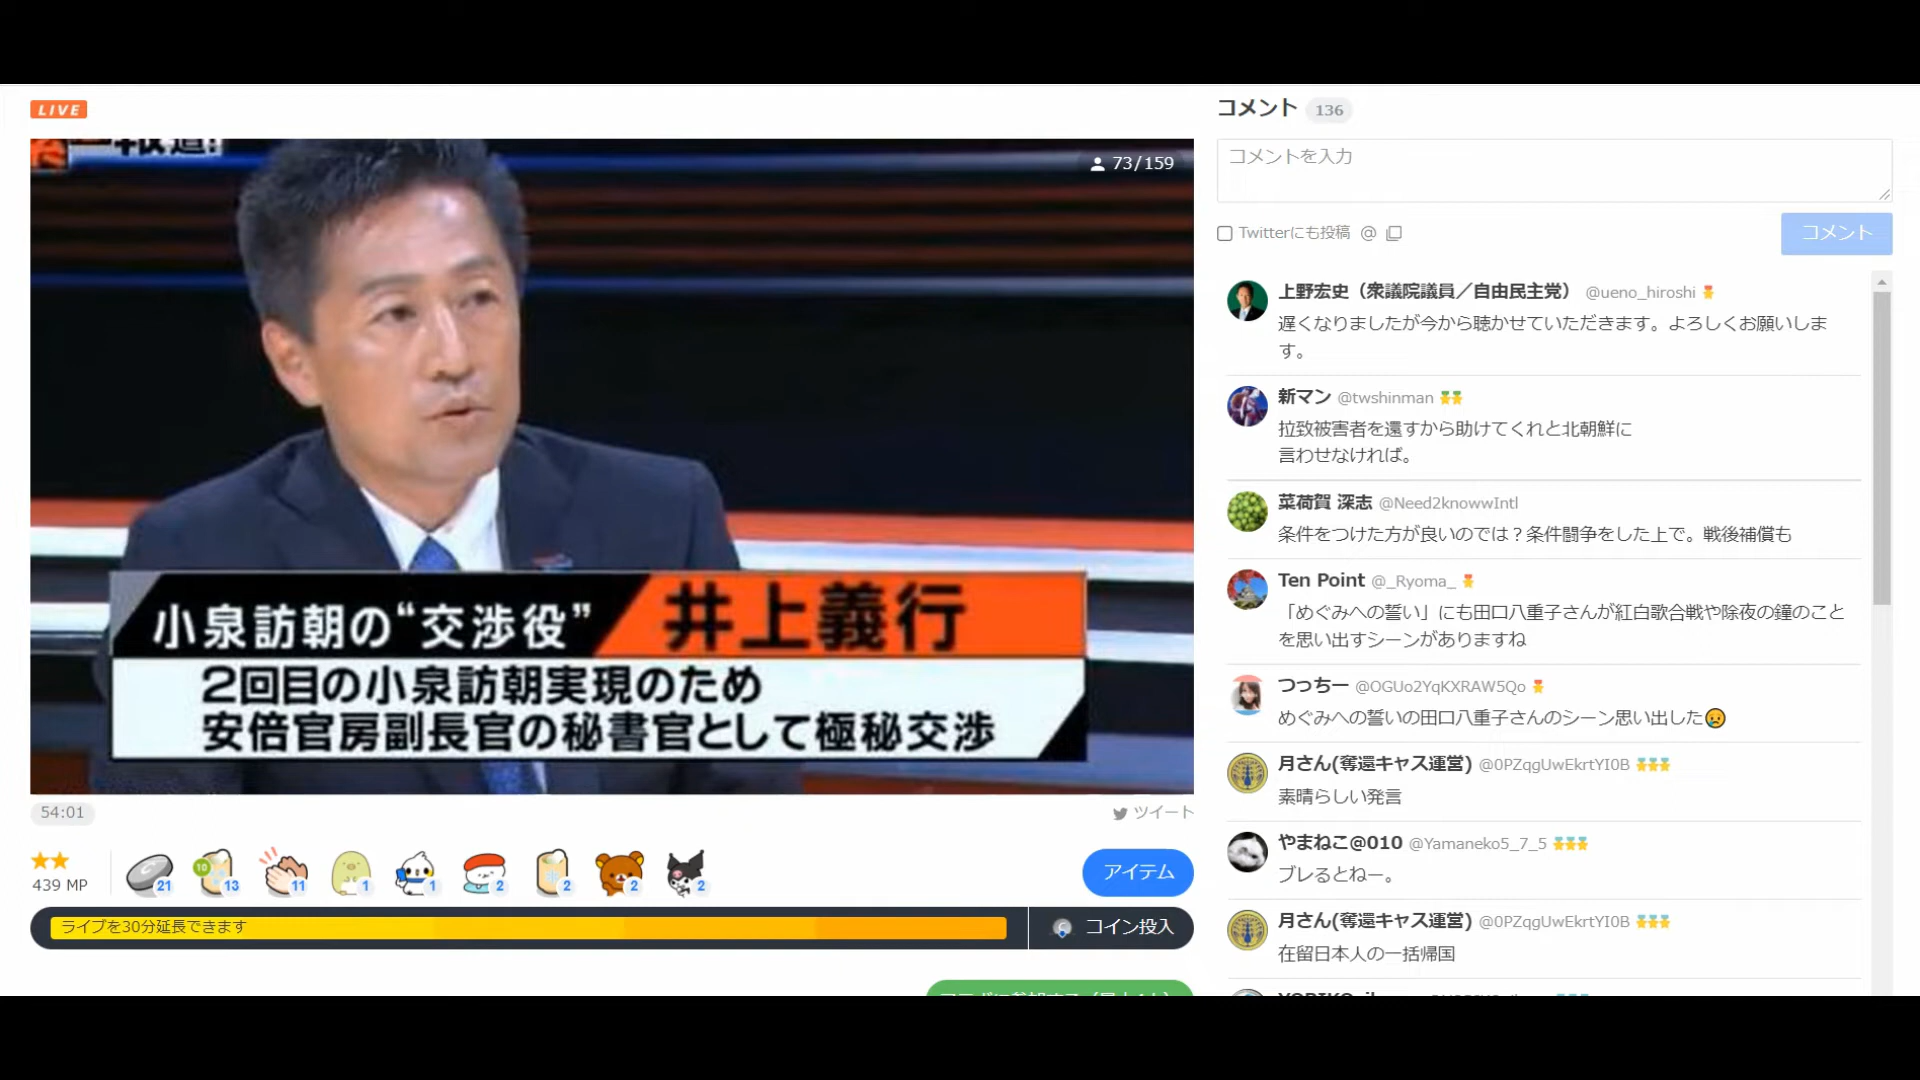 LIVE
報道!
73/159
小泉訪朝の“交渉役”
井上義行
2回目の小泉訪朝実現のため
安倍官房副長官の秘書官として極秘交渉
54:01
ツイート
439 MP
10
21
13
11
1
1
2
2
2
2
アイテム
ライブを30分延長できます
コイン投入
コメント 136
コメントを入力
Twitterにも投稿 @
コメント
上野宏史（衆議院議員／自由民主党） @ueno_hiroshi
遅くなりましたが今から聴かせていただきます。よろしくお願いしま
す。
新マン @twshinman
拉致被害者を還すから助けてくれと北朝鮮に
言わせなければ。
菜荷賀 深志 @Need2knowwIntl
条件をつけた方が良いのでは？条件闘争をした上で。戦後補償も
Ten Point @_Ryoma_
「めぐみへの誓い」にも田口八重子さんが紅白歌合戦や除夜の鐘のこと
を思い出すシーンがありますね
つっちー @OGUo2YqKXRAW5Qo
めぐみへの誓いの田口八重子さんのシーン思い出した😢
月さん(奪還キャス運営) @0PZqgUwEkrtYI0B
素晴らしい発言
やまねこ@010 @Yamaneko5_7_5
ブレるとねー。
月さん(奪還キャス運営) @0PZqgUwEkrtYI0B
在留日本人の一括帰国